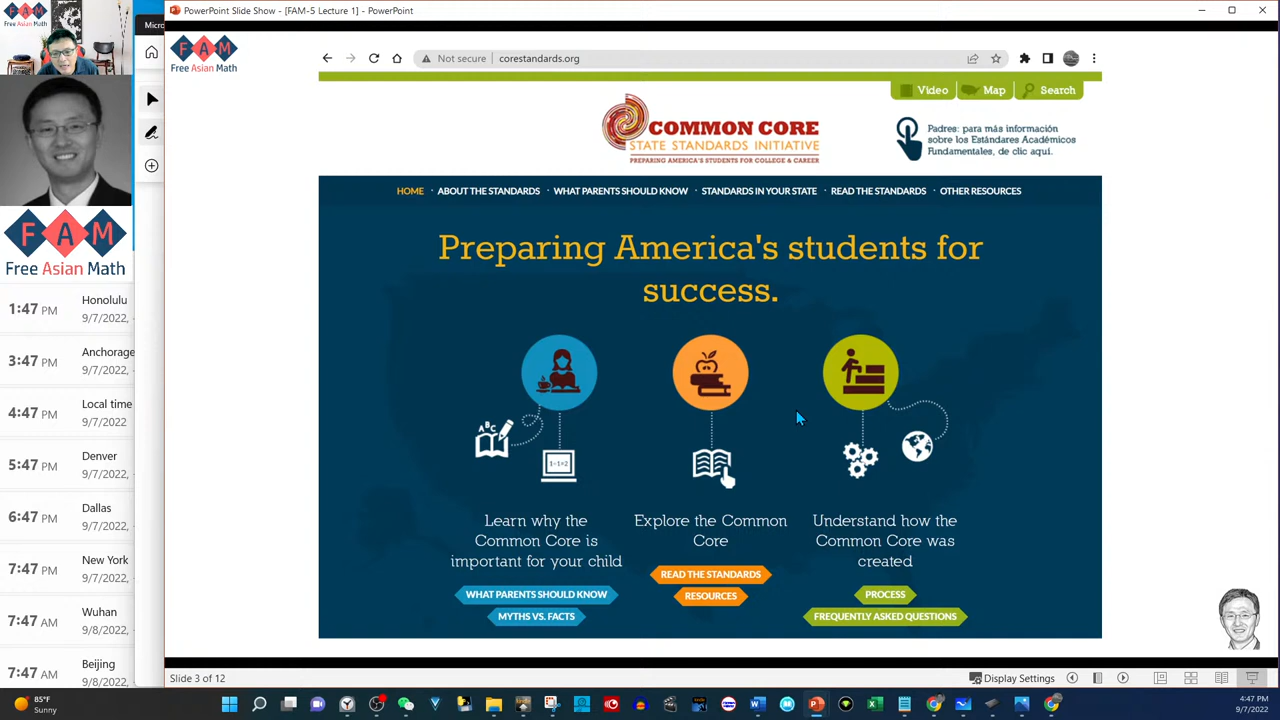 PowerPoint Slide Show - [FAM-5 Lecture 1] - PowerPoint
FAM
Free Asian Math
Micro
FAM
Free Asian Math
Not secure
corestandards.org
Video
Map
Search
COMMON CORE
STATE STANDARDS INITIATIVE
PREPARING AMERICA'S STUDENTS FOR COLLEGE & CAREER
Padres: para más información
sobre los Estándares Académicos
Fundamentales, de clic aquí.
HOME · ABOUT THE STANDARDS · WHAT PARENTS SHOULD KNOW · STANDARDS IN YOUR STATE · READ THE STANDARDS · OTHER RESOURCES
Preparing America's students for
success.
ABC
1+1=2
Learn why the
Common Core is
important for your child
WHAT PARENTS SHOULD KNOW
MYTHS VS. FACTS
Explore the Common
Core
READ THE STANDARDS
RESOURCES
Understand how the
Common Core was
created
PROCESS
FREQUENTLY ASKED QUESTIONS
FAM
Free Asian Math
1:47 PM
Honolulu
9/7/2022,
3:47 PM
Anchorage
9/7/2022,
4:47 PM
Local time
9/7/2022
5:47 PM
Denver
9/7/2022,
6:47 PM
Dallas
9/7/2022,
7:47 PM
New York
9/7/2022,
7:47 AM
Wuhan
9/8/2022,
7:47 AM
Beijing
9/8/2022,
Slide 3 of 12
Display Settings
85°F
Sunny
4:47 PM
9/7/2022